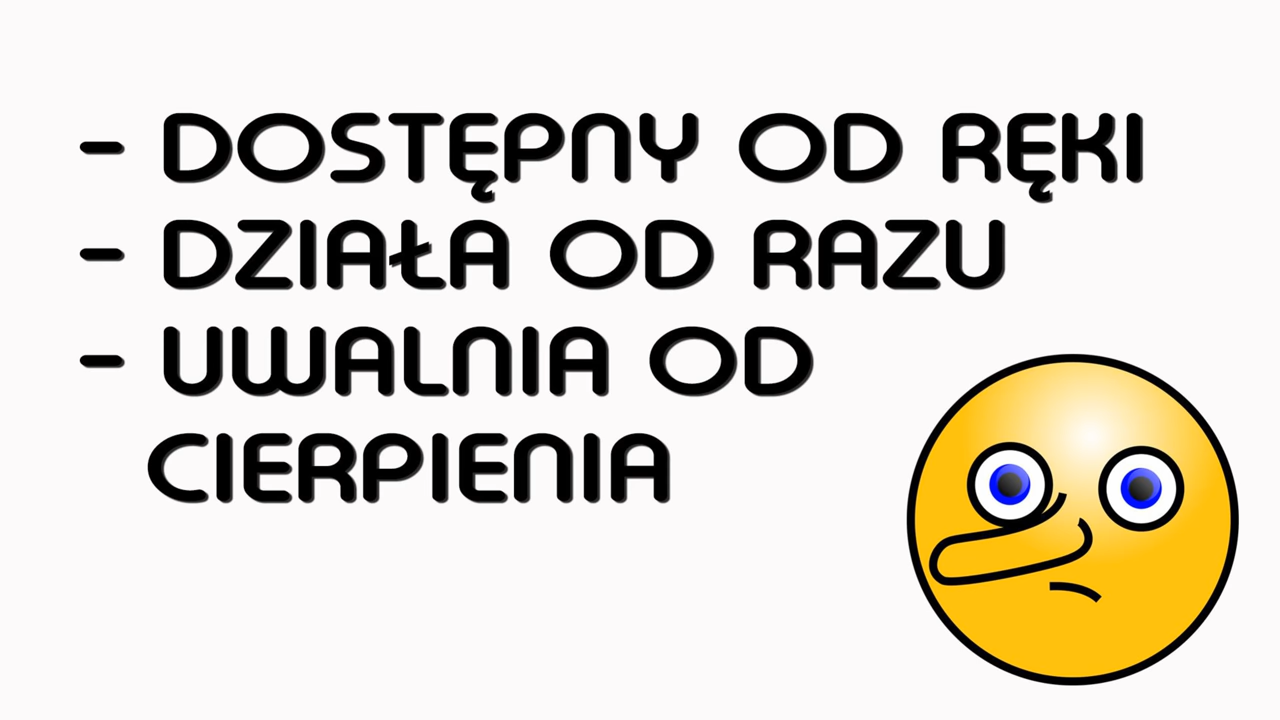 - DOSTĘPNY OD RĘKI
- DZIAŁA OD RAZU
- UWALNIA OD
CIERPIENIA